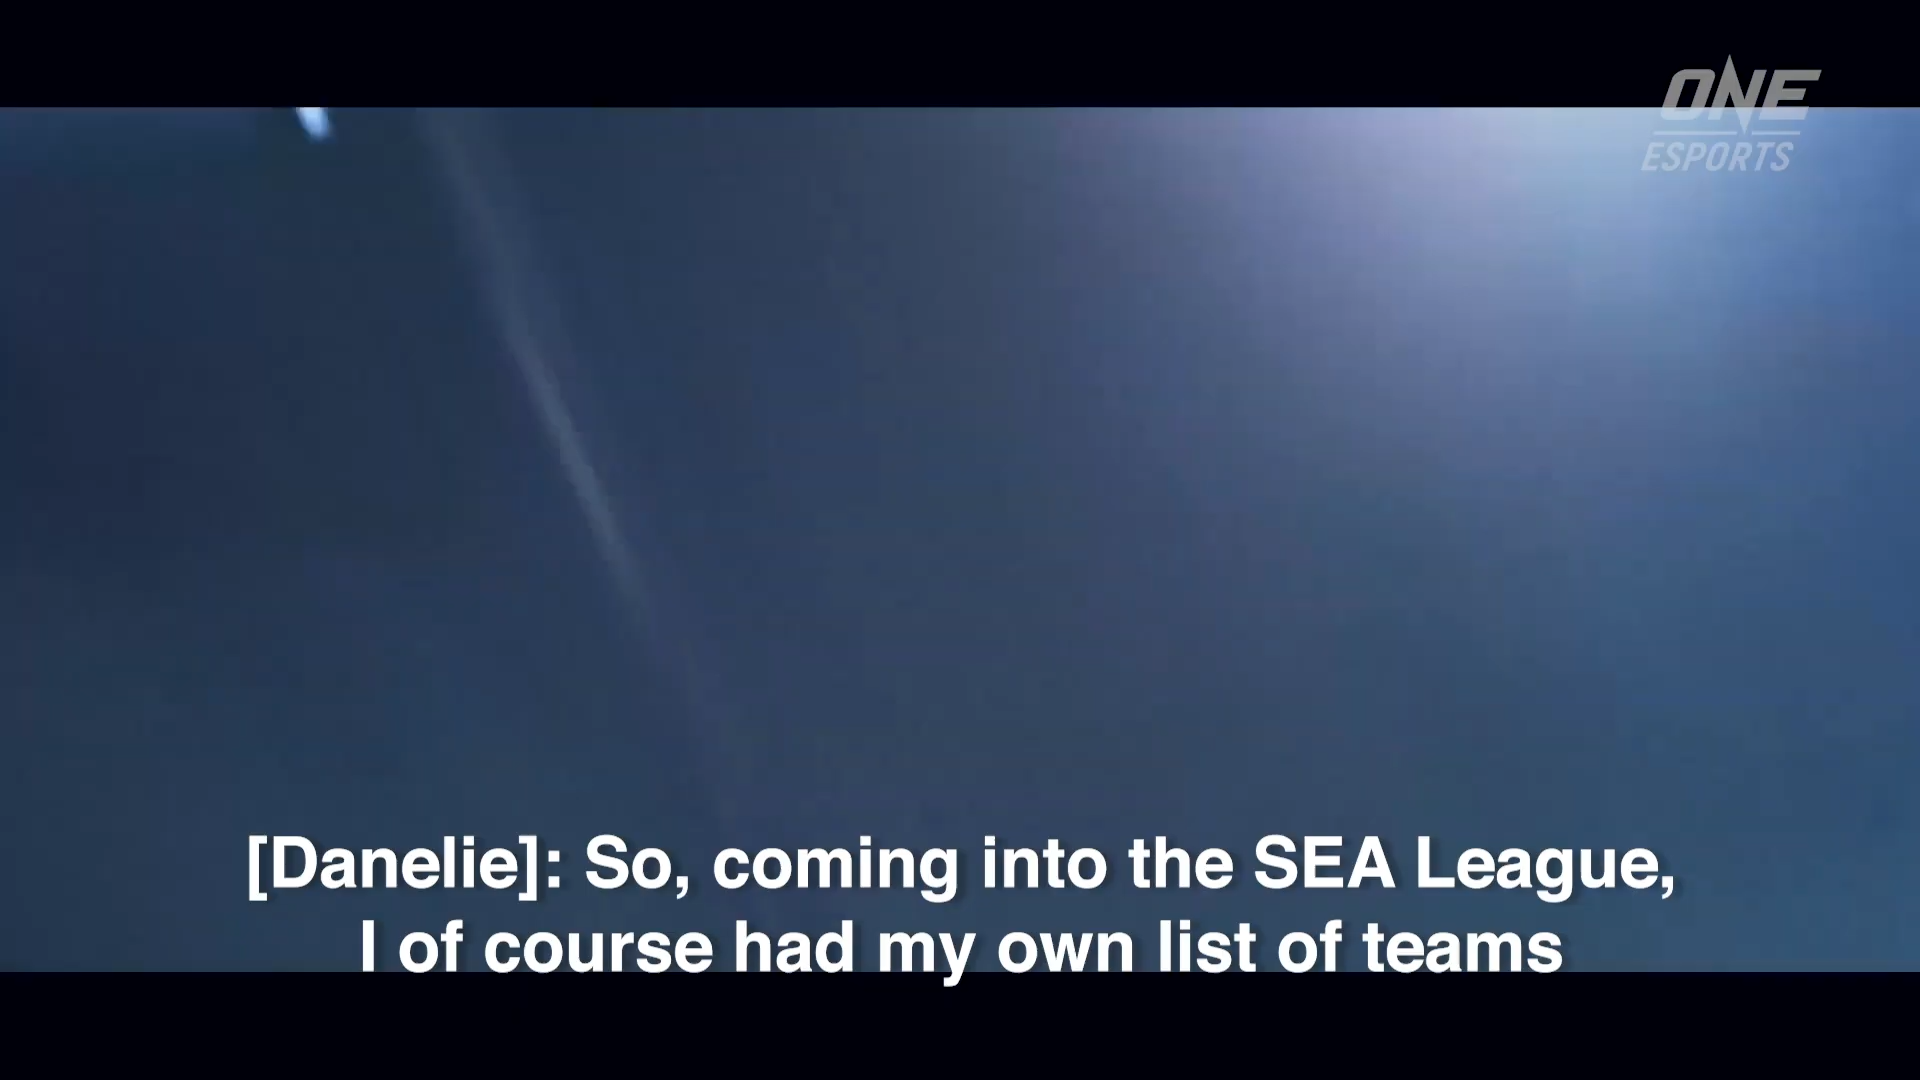 ONE
ESPORTS
[Danelie]: So, coming into the SEA League,
I of course had my own list of teams